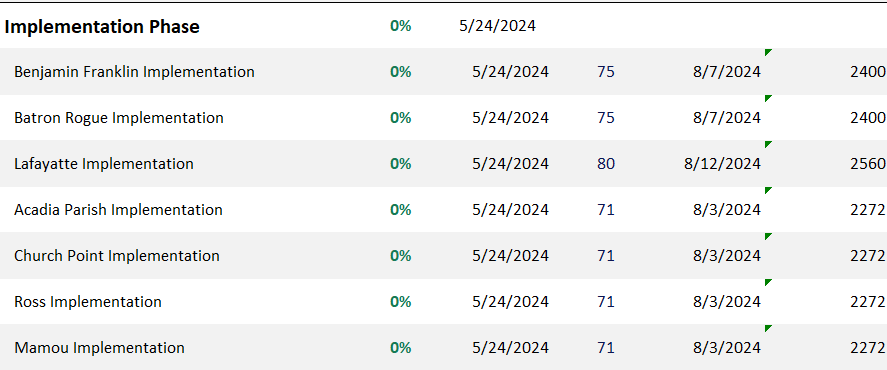 Implementation Phase 0% 5/24/2024
Benjamin Franklin Implementation 0% 5/24/2024 75 8/7/2024 2400
Batron Rogue Implementation 0% 5/24/2024 75 8/7/2024 2400
Lafayatte Implementation 0% 5/24/2024 80 8/12/2024 2560
Acadia Parish Implementation 0% 5/24/2024 71 8/3/2024 2272
Church Point Implementation 0% 5/24/2024 71 8/3/2024 2272
Ross Implementation 0% 5/24/2024 71 8/3/2024 2272
Mamou Implementation 0% 5/24/2024 71 8/3/2024 2272